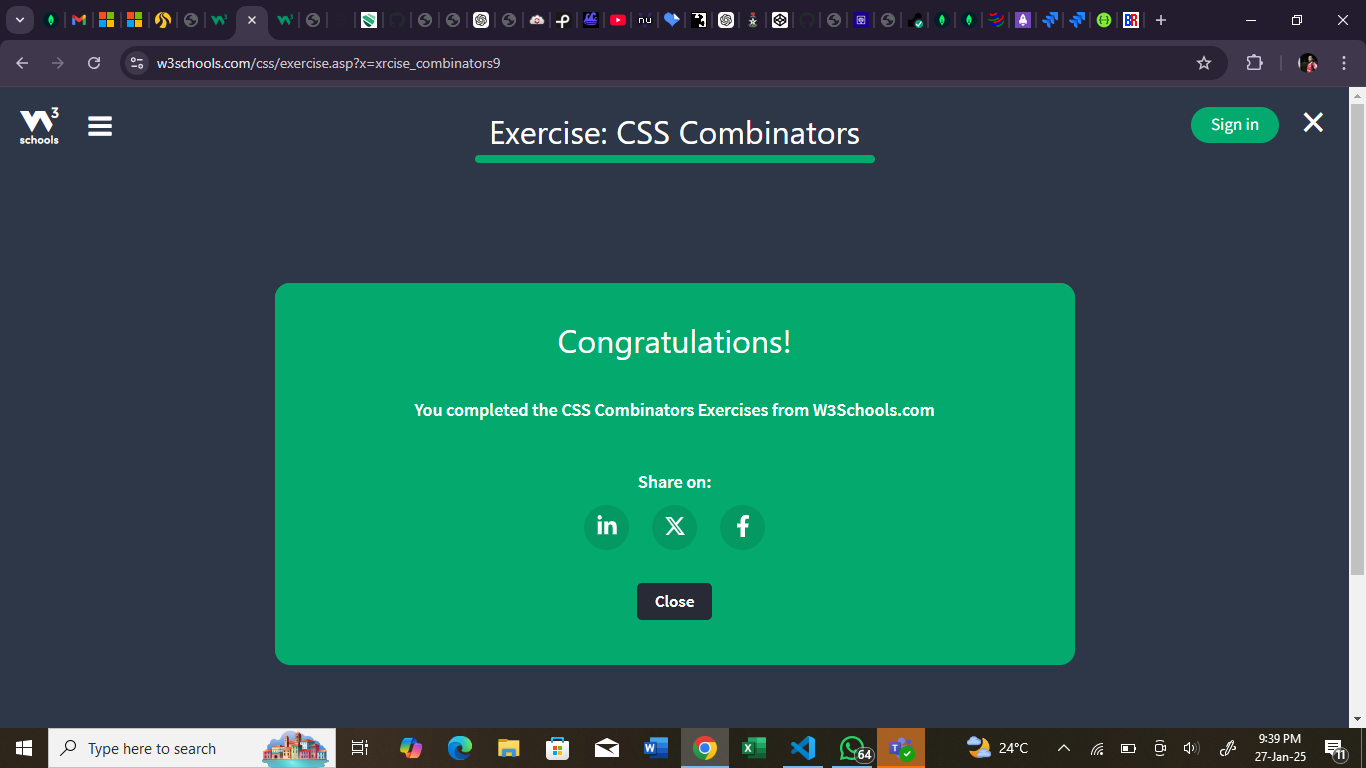 nu
BR
w3schools.com/css/exercise.asp?x=xrcise_combinators9
W3
schools
Exercise: CSS Combinators
Sign in
Congratulations!
You completed the CSS Combinators Exercises from W3Schools.com
Share on:
in
X
f
Close
Type here to search
64
24°C
9:39 PM
27-Jan-25
11